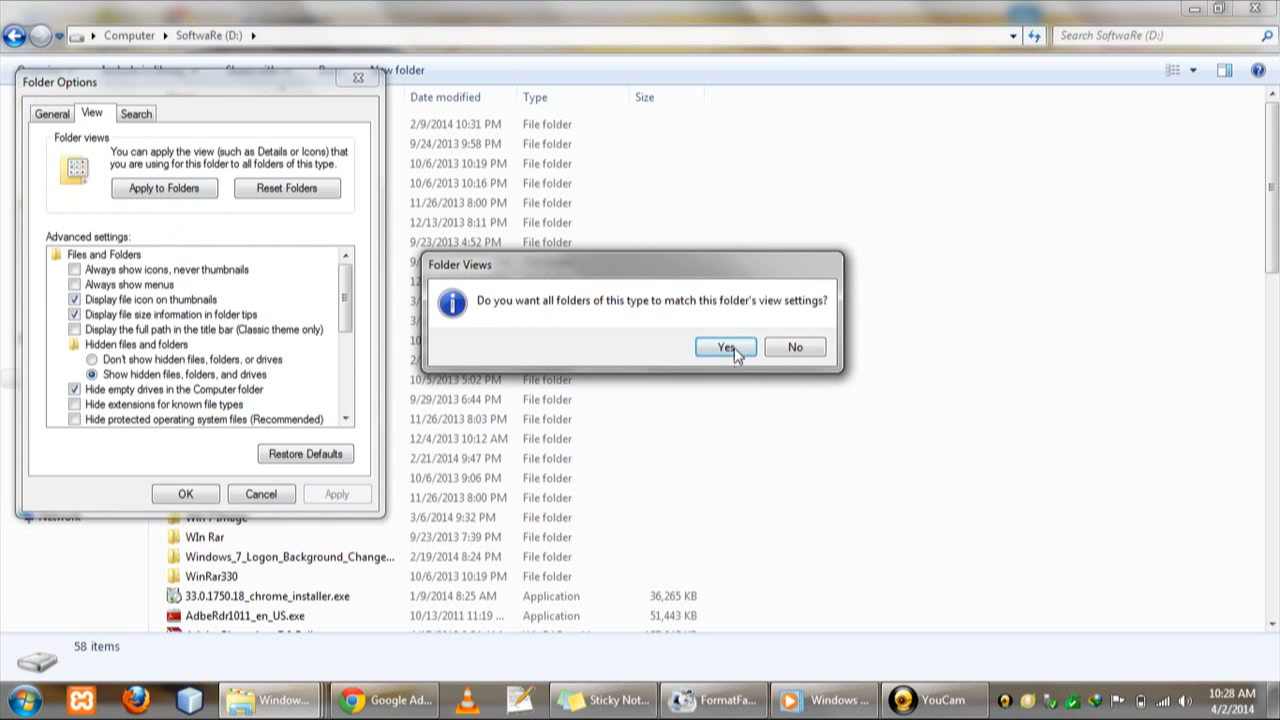 Computer SoftwaRe (D:) Search SoftwaRe (D:)
New folder
Folder Options
General View Search
Folder views
You can apply the view (such as Details or Icons) that
you are using for this folder to all folders of this type.
Apply to Folders Reset Folders
Advanced settings:
Files and Folders
Always show icons, never thumbnails
Always show menus
Display file icon on thumbnails
Display file size information in folder tips
Display the full path in the title bar (Classic theme only)
Hidden files and folders
Don't show hidden files, folders, or drives
Show hidden files, folders, and drives
Hide empty drives in the Computer folder
Hide extensions for known file types
Hide protected operating system files (Recommended)
Restore Defaults
OK Cancel Apply
Date modified Type Size
2/9/2014 10:31 PM File folder
9/24/2013 9:58 PM File folder
10/6/2013 10:19 PM File folder
10/6/2013 10:16 PM File folder
11/26/2013 8:00 PM File folder
12/13/2013 8:11 PM File folder
9/23/2013 4:52 PM File folder
Folder Views
Do you want all folders of this type to match this folder's view settings?
Yes No
10/5/2013 5:02 PM File folder
9/29/2013 6:44 PM File folder
11/26/2013 8:03 PM File folder
12/4/2013 10:12 AM File folder
2/21/2014 9:47 PM File folder
10/6/2013 9:06 PM File folder
11/26/2013 8:00 PM File folder
Network Win 7 Image 3/6/2014 9:32 PM File folder
WIn Rar 9/23/2013 7:39 PM File folder
Windows_7_Logon_Background_Change... 2/19/2014 8:24 PM File folder
WinRar330 10/6/2013 10:19 PM File folder
33.0.1750.18_chrome_installer.exe 1/9/2014 8:25 AM Application 36,265 KB
AdbeRdr1011_en_US.exe 10/13/2011 11:19 ... Application 51,443 KB
58 items
Window... Google Ad... Sticky Not... FormatFa... Windows ... YouCam
10:28 AM
4/2/2014